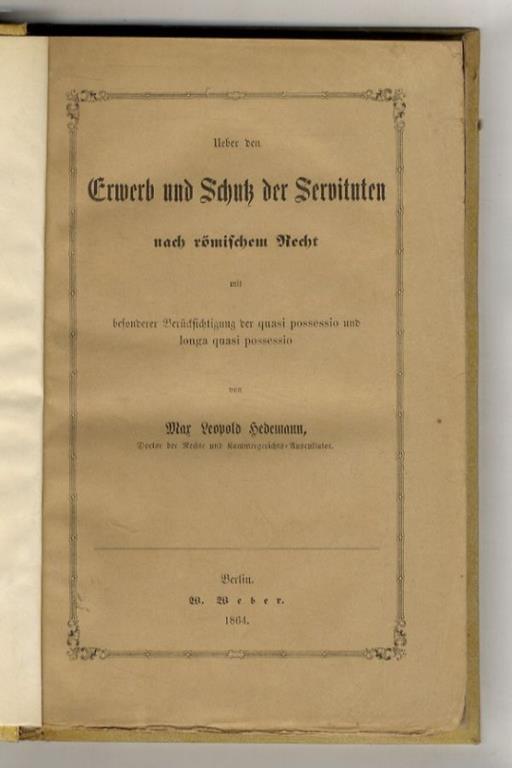 Ueber den
Erwerb und Schutz der Servituten
nach römischem Recht
mit
besonderer Berücksichtigung der quasi possessio und
longa quasi possessio
von
Max Leopold Hedemann,
Doctor der Rechte und Kammergerichts-Auscultator.
Berlin.
W. Weber.
1864.